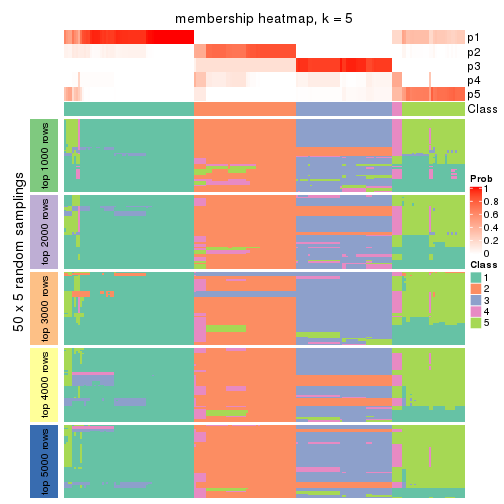 membership heatmap, k = 5
p1
p2
p3
p4
p5
Class
50 x 5 random samplings
top 1000 rows
top 2000 rows
top 3000 rows
top 4000 rows
top 5000 rows
Prob
1
0.8
0.6
0.4
0.2
0
Class
1
2
3
4
5